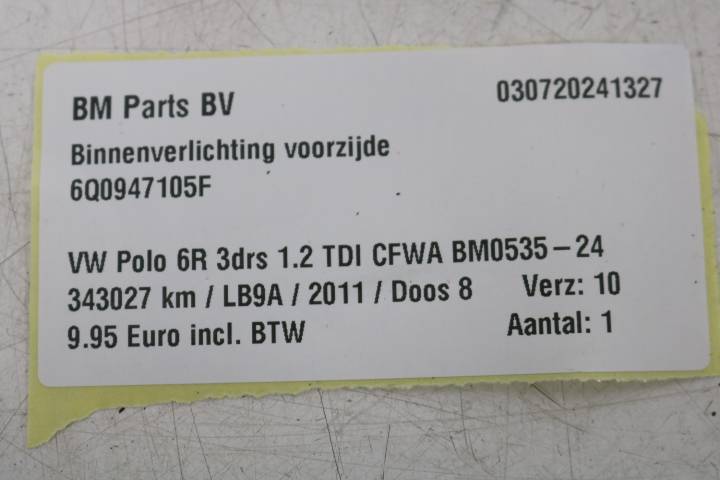 BM Parts BV 030720241327
Binnenverlichting voorzijde
6Q0947105F
VW Polo 6R 3drs 1.2 TDI CFWA BM0535-24
343027 km / LB9A / 2011 / Doos 8 Verz: 10
9.95 Euro incl. BTW Aantal: 1